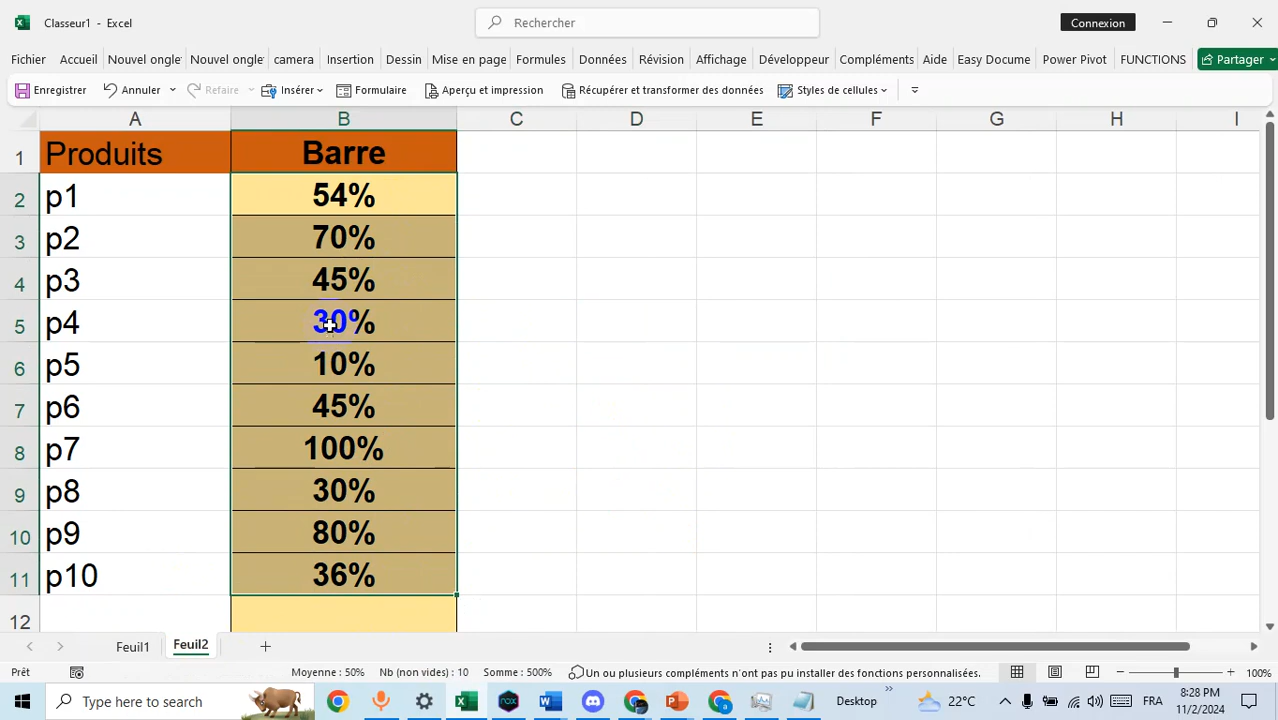 Classeur1 - Excel
Rechercher
Connexion
Fichier Accueil Nouvel ongle Nouvel ongle camera Insertion Dessin Mise en page Formules Données Révision Affichage Développeur Compléments Aide Easy Docume Power Pivot FUNCTIONS Partager
Enregistrer Annuler Refaire Insérer Formulaire Aperçu et impression Récupérer et transformer des données Styles de cellules
A B C D E F G H I
1 Produits Barre
2 p1 54%
3 p2 70%
4 p3 45%
5 p4 30%
6 p5 10%
7 p6 45%
8 p7 100%
9 p8 30%
10 p9 80%
11 p10 36%
12
Feuil1 Feuil2
Prêt Moyenne : 50% Nb (non vides) : 10 Somme : 500% Un ou plusieurs compléments n'ont pas pu installer des fonctions personnalisées. 100%
Type here to search Desktop 22°C FRA 8:28 PM
11/2/2024